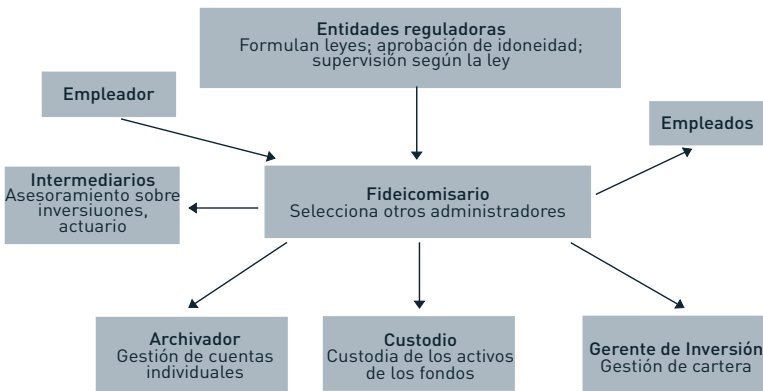 Entidades reguladoras
Formulan leyes; aprobación de idoneidad;
supervisión según la ley
Empleador
Empleados
Intermediarios
Asesoramiento sobre
inversiuones,
actuario
Fideicomisario
Selecciona otros administradores
Archivador
Gestión de cuentas
individuales
Custodio
Custodia de los activos
de los fondos
Gerente de Inversión
Gestión de cartera